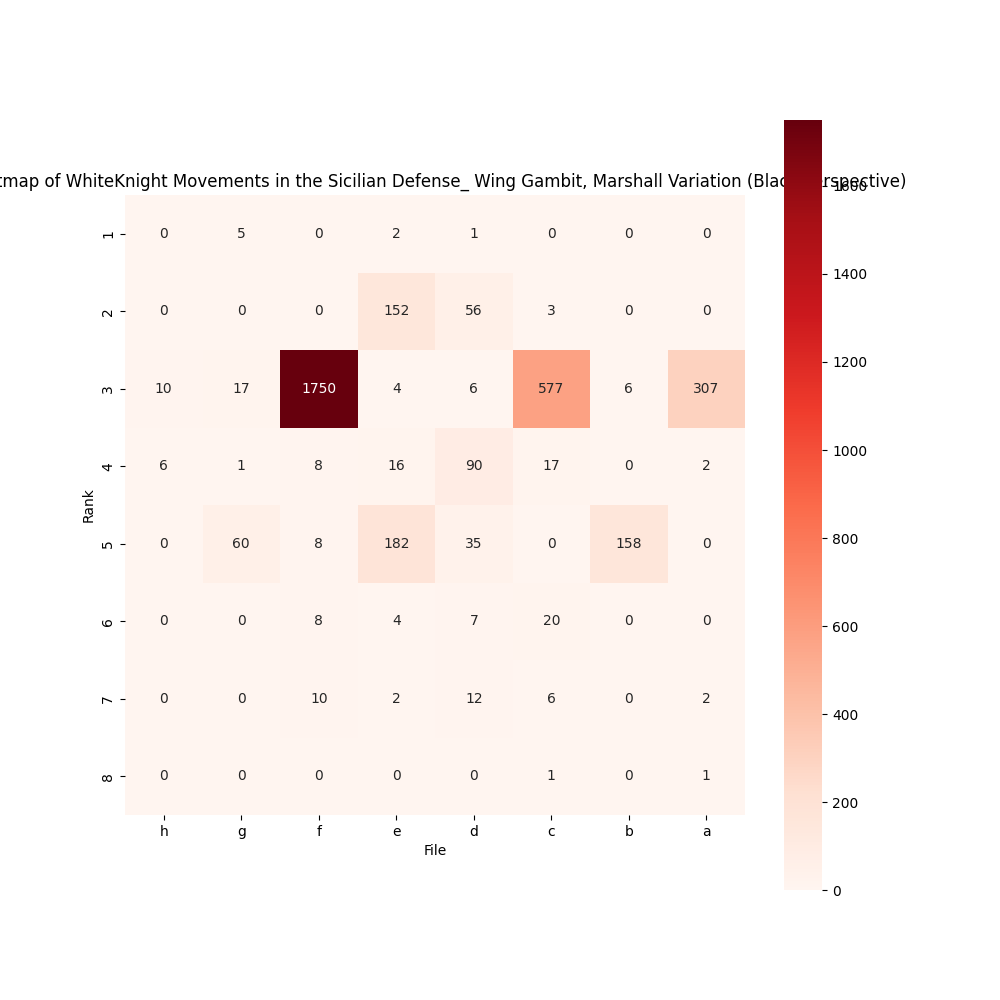 tmap of WhiteKnight Movements in the Sicilian Defense_ Wing Gambit, Marshall Variation (Black Perspective)
1600
1 0 5 0 2 1 0 0 0
1400
2 0 0 0 152 56 3 0 0
1200
3 10 17 1750 4 6 577 6 307
1000
4 6 1 8 16 90 17 0 2
800
Rank
5 0 60 8 182 35 0 158 0
600
6 0 0 8 4 7 20 0 0
400
7 0 0 10 2 12 6 0 2
8 0 0 0 0 0 1 0 1
200
h g f e d c b a
File
0